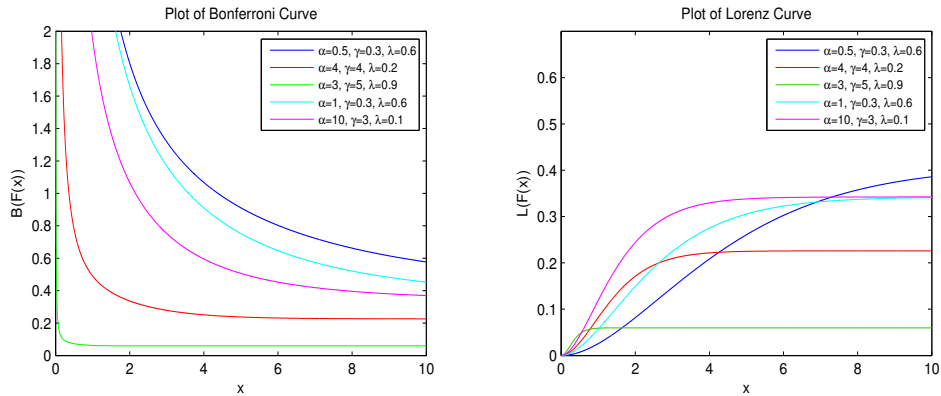 Plot of Bonferroni Curve
B(F(x))
2
1.8
1.6
1.4
1.2
1
0.8
0.6
0.4
0.2
0
α=0.5, γ=0.3, λ=0.6
α=4, γ=4, λ=0.2
α=3, γ=5, λ=0.9
α=1, γ=0.3, λ=0.6
α=10, γ=3, λ=0.1
0 2 4 6 8 10
x
Plot of Lorenz Curve
L(F(x))
0.6
0.5
0.4
0.3
0.2
0.1
0
α=0.5, γ=0.3, λ=0.6
α=4, γ=4, λ=0.2
α=3, γ=5, λ=0.9
α=1, γ=0.3, λ=0.6
α=10, γ=3, λ=0.1
0 2 4 6 8 10
x